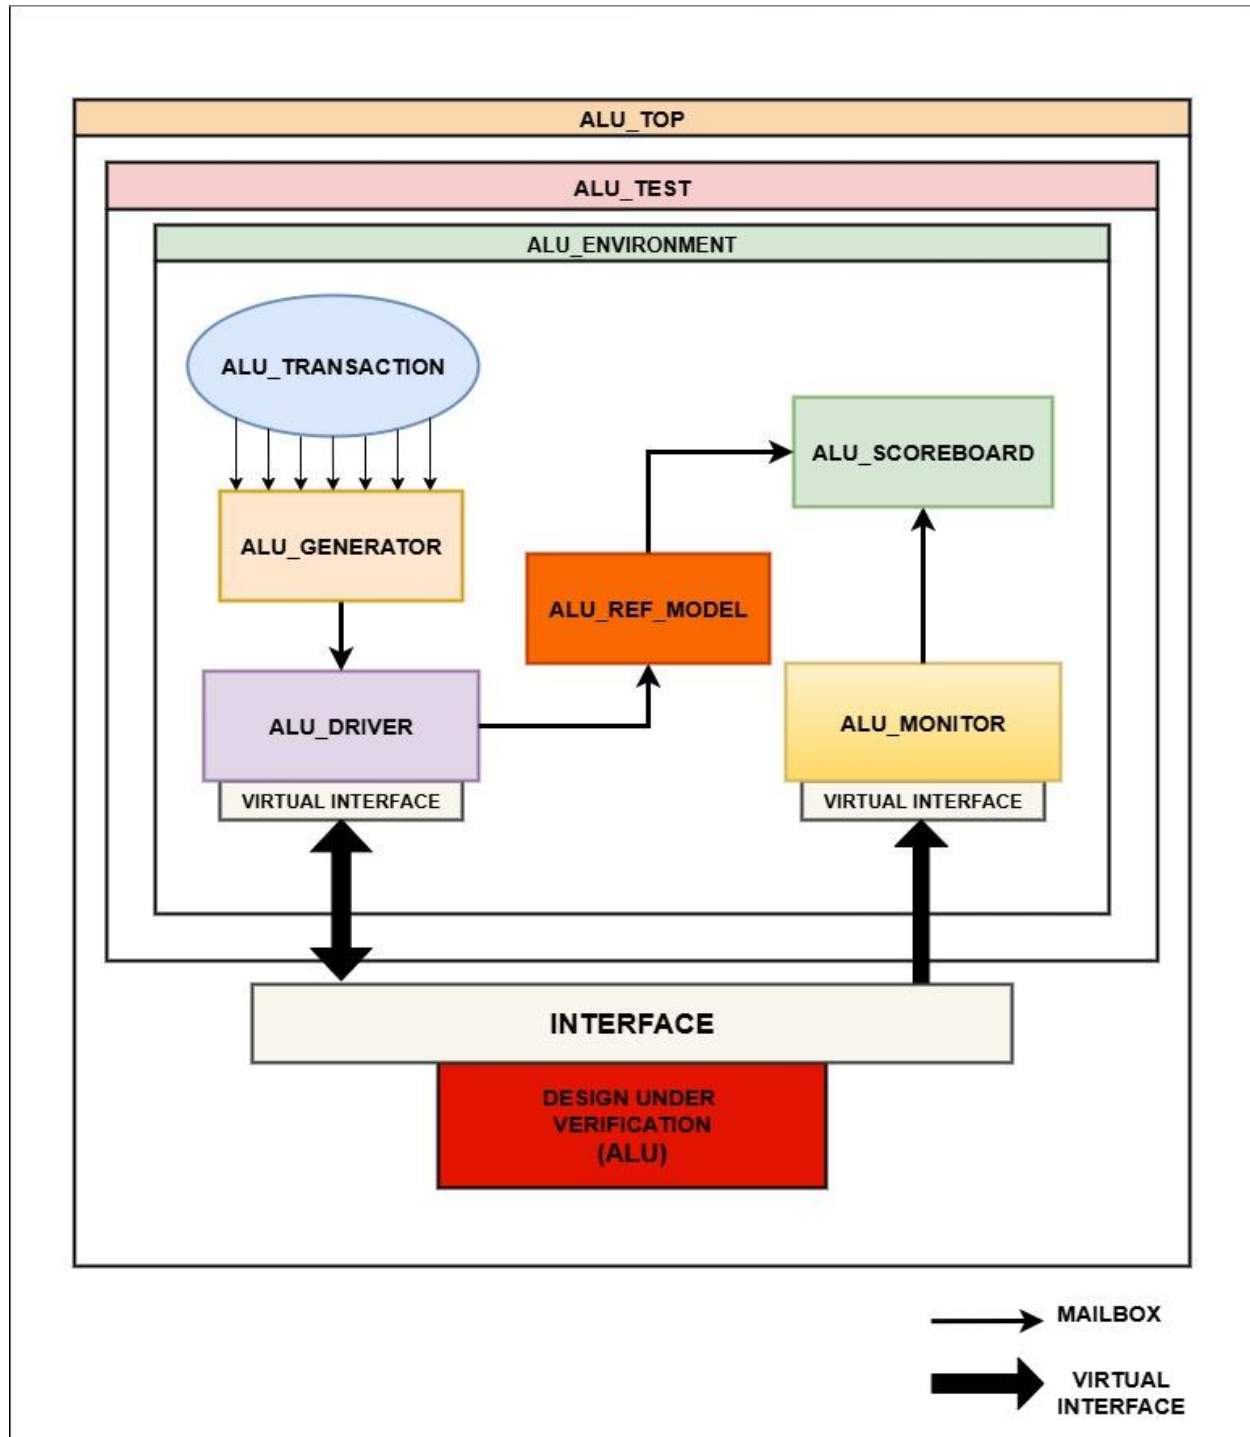 ALU_TOP
ALU_TEST
ALU_ENVIRONMENT
ALU_TRANSACTION
ALU_GENERATOR
ALU_DRIVER
VIRTUAL INTERFACE
ALU_REF_MODEL
ALU_SCOREBOARD
ALU_MONITOR
VIRTUAL INTERFACE
INTERFACE
DESIGN UNDER
VERIFICATION
(ALU)
MAILBOX
VIRTUAL
INTERFACE